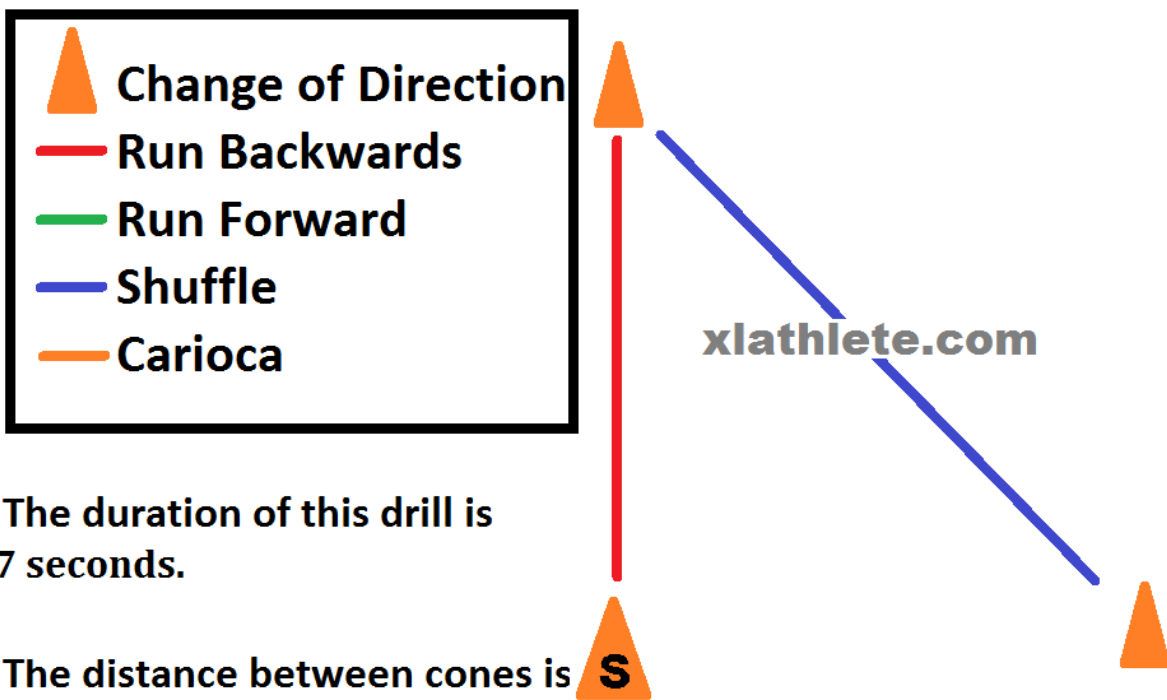 Change of Direction
Run Backwards
Run Forward
Shuffle
Carioca
xlathlete.com
The duration of this drill is
7 seconds.
The distance between cones is
S